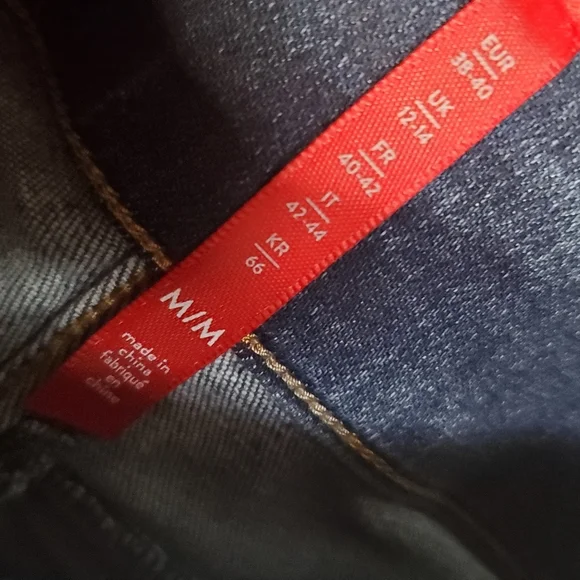 EUR
38-40
UK
12-14
FR
40-42
IT
42-44
KR
66
M/M
made in
china
fabriqué
en
chine